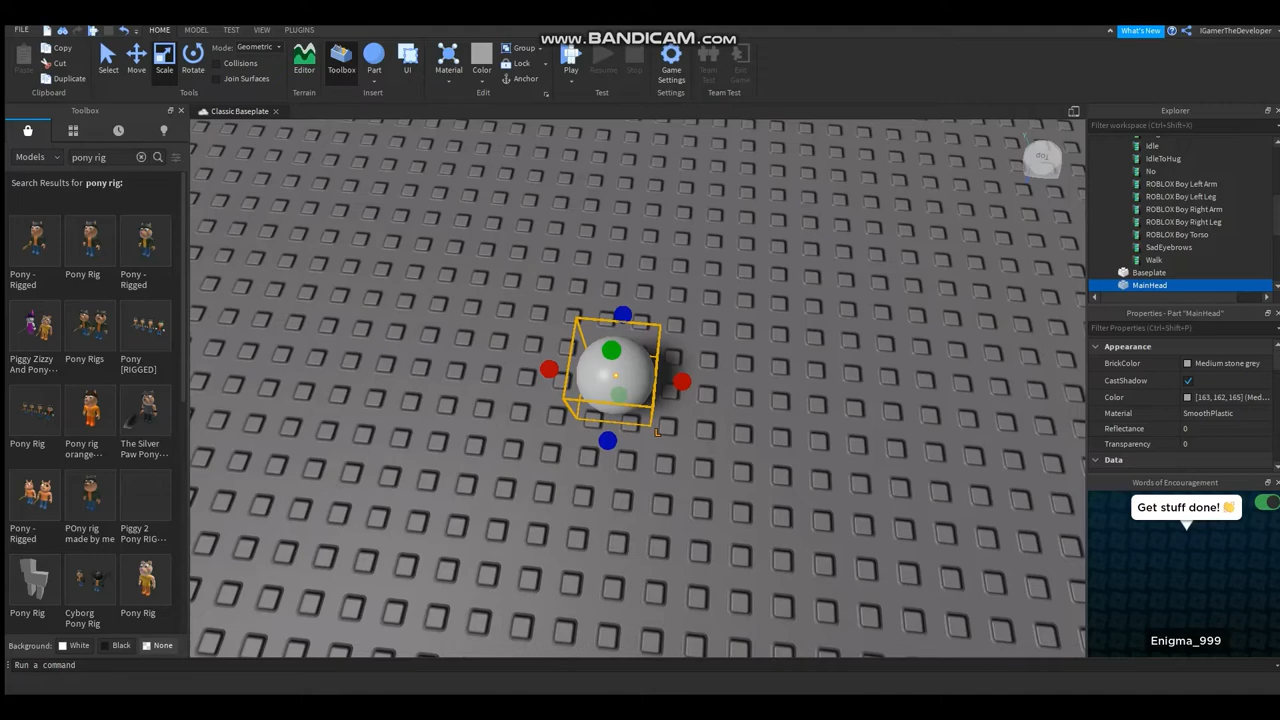 www.BANDICAM.com
FILE
HOME
MODEL
TEST
VIEW
PLUGINS
What's New
IGamerTheDeveloper
Paste
Copy
Cut
Duplicate
Clipboard
Select
Move
Scale
Rotate
Mode: Geometric
Collisions
Join Surfaces
Tools
Editor
Terrain
Toolbox
Part
UI
Insert
Material
Color
Group
Lock
Anchor
Edit
Play
Resume
Stop
Test
Game Settings
Settings
Team Test
Exit Game
Team Test
Toolbox
Models
pony rig
Search Results for pony rig:
Pony - Rigged
Pony Rig
Pony - Rigged
Piggy Zizzy And Pony···
Pony Rigs
Pony [RIGGED]
Pony Rig
Pony rig orange···
The Silver Paw Pony···
Pony - Rigged
POny rig made by me
Piggy 2 Pony RIG···
Pony Rig
Cyborg Pony Rig
Pony Rig
Background: White Black None
Run a command
ClassicBaseplate
TOP
Explorer
Filter workspace (Ctrl+Shift+X)
Idle
IdleToHug
No
ROBLOX Boy Left Arm
ROBLOX Boy Left Leg
ROBLOX Boy Right Arm
ROBLOX Boy Right Leg
ROBLOX Boy Torso
SadEyebrows
Walk
Baseplate
MainHead
Properties - Part "MainHead"
Filter Properties (Ctrl+Shift+P)
Appearance
BrickColor Medium stone grey
CastShadow
Color [163, 162, 165] (Med...
Material SmoothPlastic
Reflectance 0
Transparency 0
Data
Words of Encouragement
Get stuff done! 👏
Enigma_999